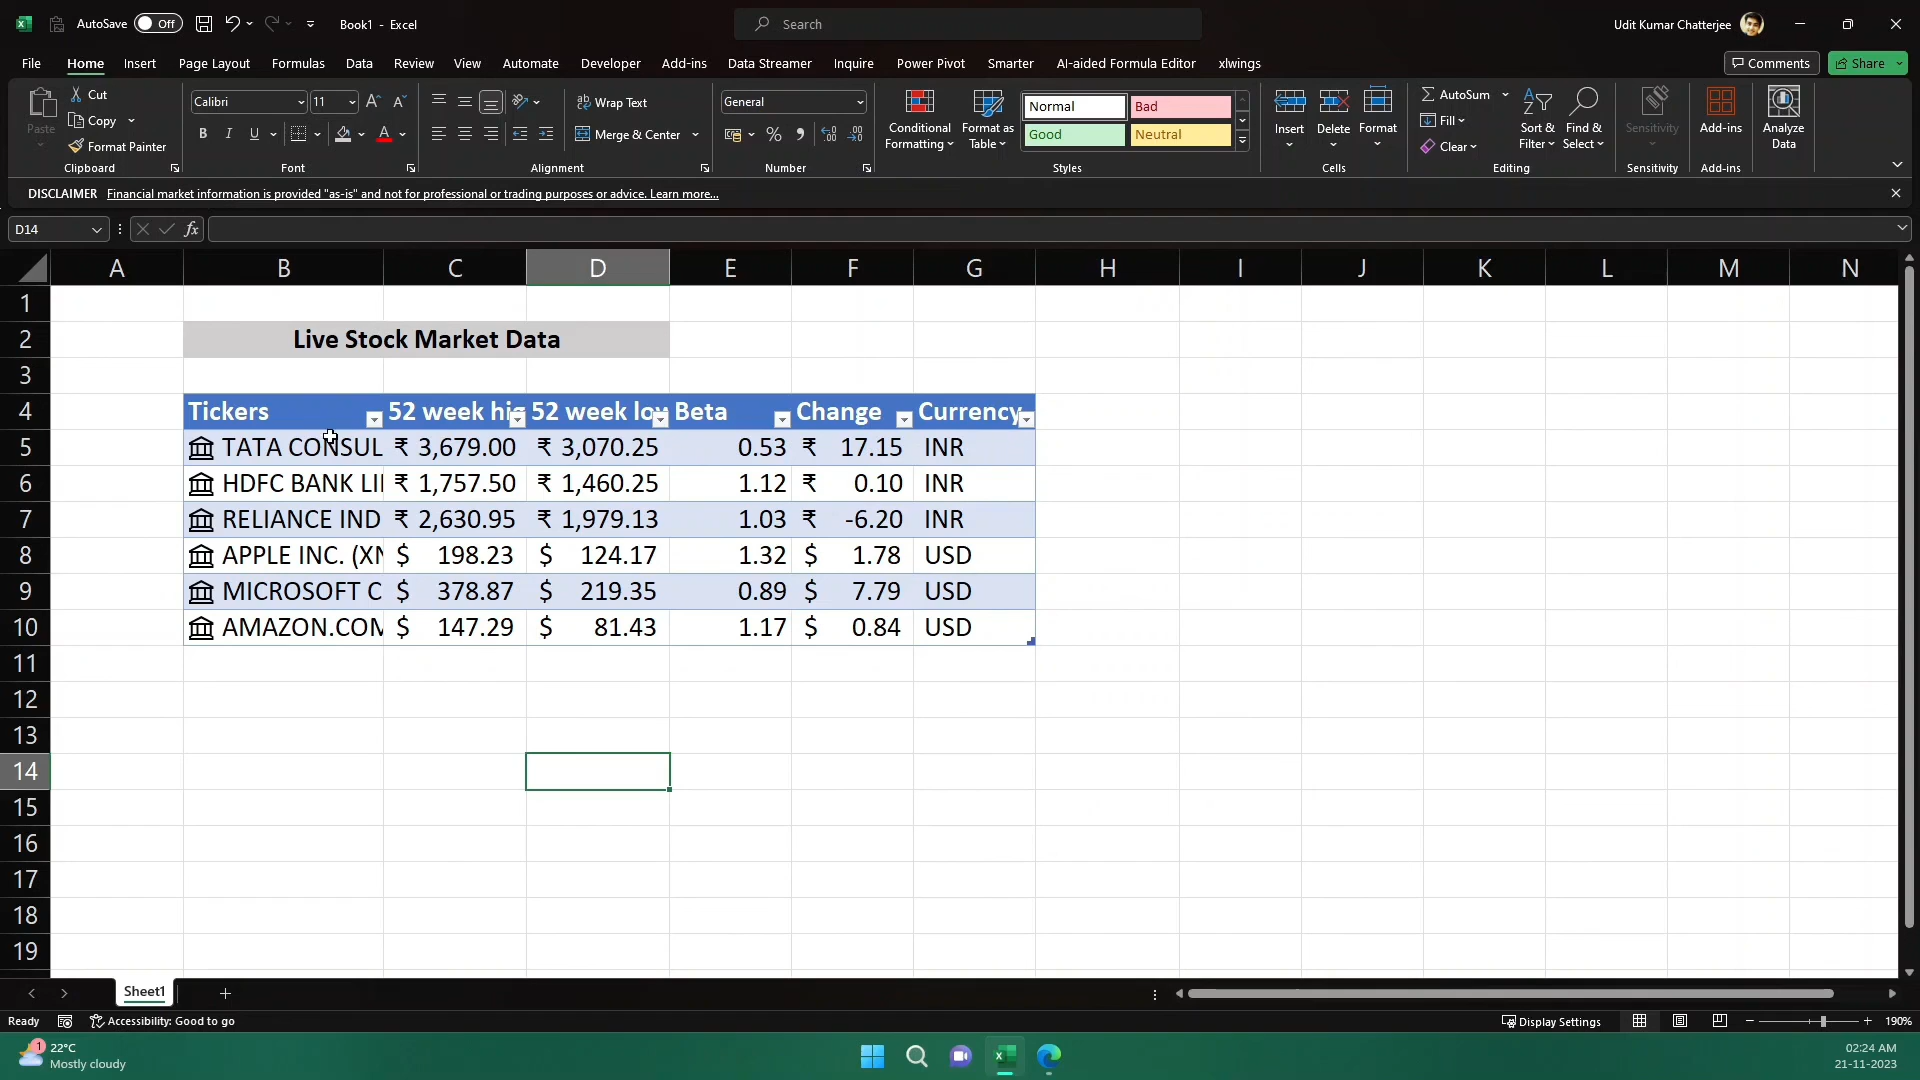 AutoSave Off Book1 - Excel Search Udit Kumar Chatterjee
File Home Insert Page Layout Formulas Data Review View Automate Developer Add-ins Data Streamer Inquire Power Pivot Smarter AI-aided Formula Editor xlwings Comments Share
Paste Cut Copy Format Painter Clipboard
Calibri 11 B I U Font
Wrap Text Merge & Center Alignment
General % Number
Conditional Formatting Format as Table Normal Bad Good Neutral Styles
Insert Delete Format Cells
AutoSum Fill Clear Sort & Filter Find & Select Editing
Sensitivity Sensitivity
Add-ins Add-ins
Analyze Data
DISCLAIMER Financial market information is provided "as-is" and not for professional or trading purposes or advice. Learn more...
D14 fx
A B C D E F G H I J K L M N
1
2 Live Stock Market Data
3
4 Tickers 52 week hig 52 week lov Beta Change Currency
5 TATA CONSUL ₹ 3,679.00 ₹ 3,070.25 0.53 ₹ 17.15 INR
6 HDFC BANK LI ₹ 1,757.50 ₹ 1,460.25 1.12 ₹ 0.10 INR
7 RELIANCE IND ₹ 2,630.95 ₹ 1,979.13 1.03 ₹ -6.20 INR
8 APPLE INC. (XN $ 198.23 $ 124.17 1.32 $ 1.78 USD
9 MICROSOFT C $ 378.87 $ 219.35 0.89 $ 7.79 USD
10 AMAZON.COM $ 147.29 $ 81.43 1.17 $ 0.84 USD
11
12
13
14
15
16
17
18
19
Sheet1
Ready Accessibility: Good to go Display Settings 190%
1 22°C
Mostly cloudy
02:24 AM
21-11-2023